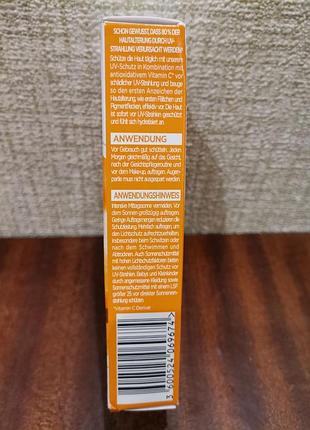 SCHON GEWUSST, DASS 80% DER
HAUTALTERUNG DURCH UV-
STRAHLUNG VERURSACHT WERDEN?
Schütze die Haut täglich mit unserem
UV-Schutz in Kombination mit
antioxidativem Vitamin C* vor
schädlicher UV-Strahlung und beuge
so den ersten Anzeichen der
Hautalterung, wie ersten Fältchen und
Pigmentflecken, effektiv vor. Die Haut
ist sofort vor UV-Strahlen geschützt
und fühlt sich hydratisiert an.
ANWENDUNG
Vor Gebrauch gut schütteln. Jeden
Morgen gleichmäßig auf das Gesicht,
nach der Gesichtspflegeroutine und
vor dem Make-up, auftragen. Augen-
partie muss nicht ausgespart werden.
ANWENDUNGSHINWEIS
Intensive Mittagssonne vermeiden. Vor
der Sonnen großzügig auftragen.
Geringe Auftragsmengen reduzieren die
Schutzleistung. Mehrfach auftragen, um
den Lichtschutz aufrechtzuerhalten,
insbesondere beim Schwitzen oder
nach dem Schwimmen und
Abtrocknen. Auch Sonnenschutzmittel
mit hohen Lichtschutzfaktoren bieten
keinen vollständigen Schutz vor
UV-Strahlen. Babys und Kleinkinder
durch angemessene Kleidung sowie
Sonnenschutzmittel mit einem LSF
größer 25 vor direkter Sonnenein-
strahlung schützen.
*Vitamin C Derivat
3 600524 069674